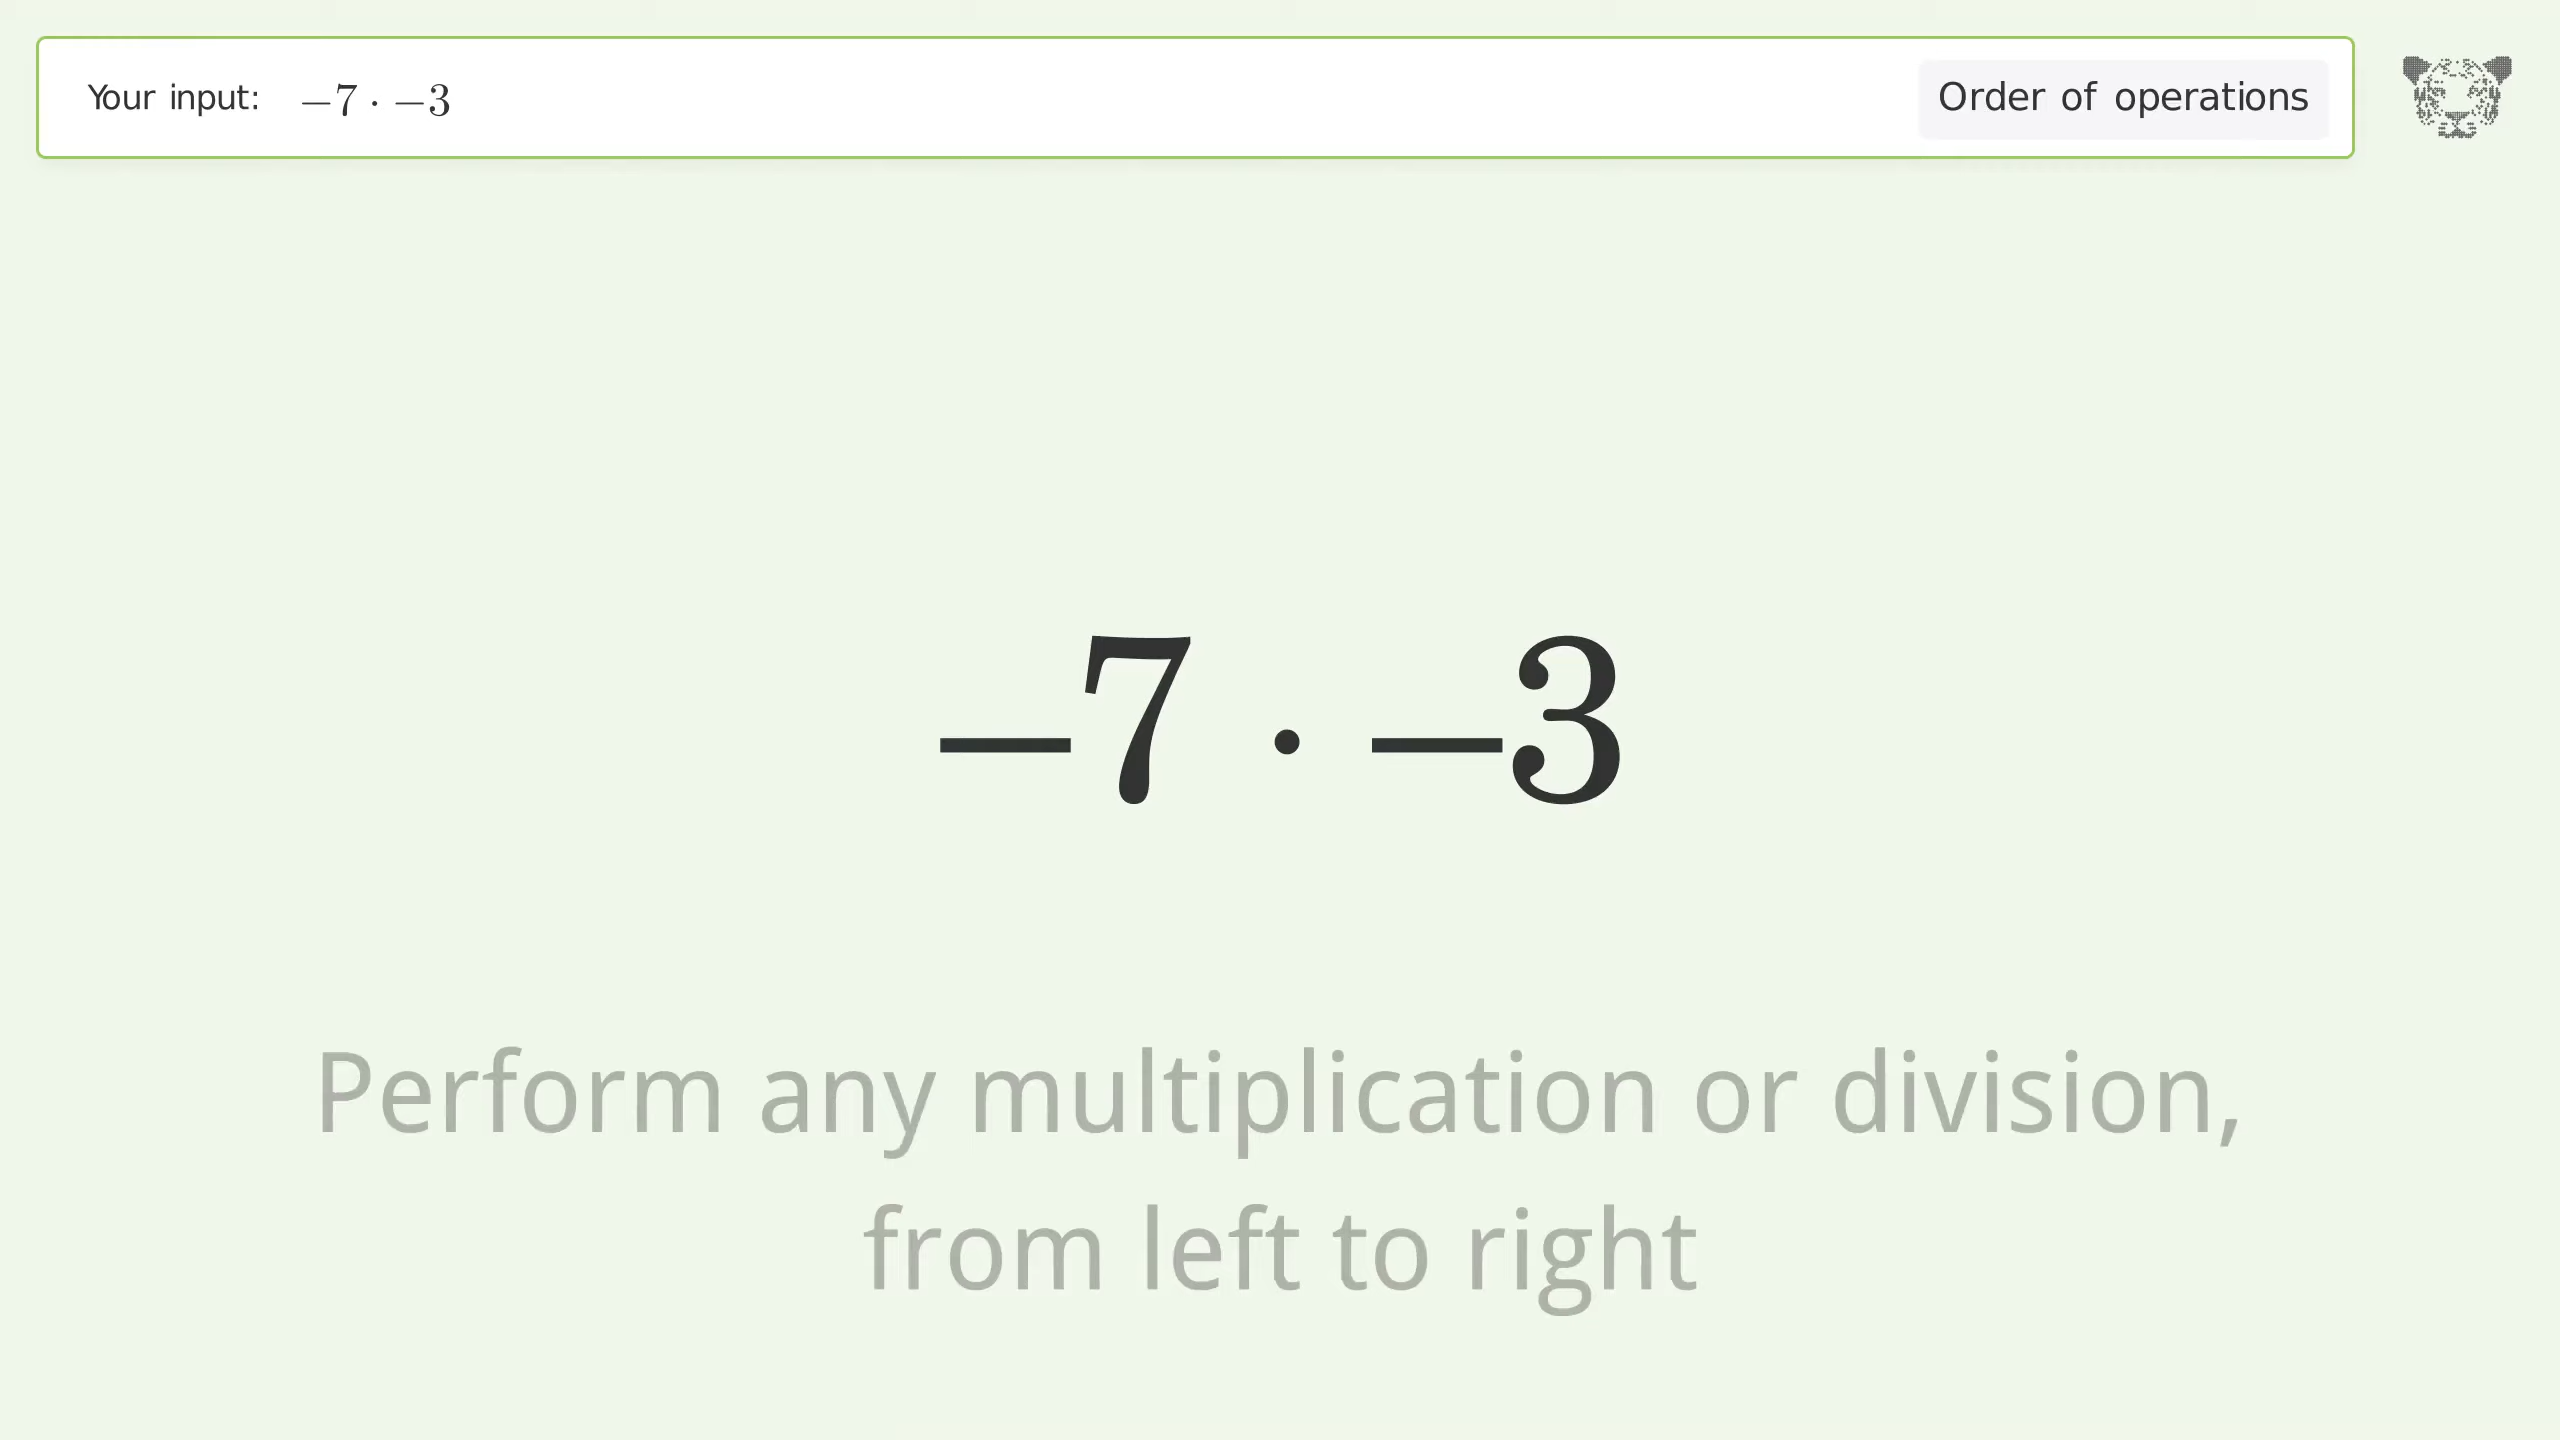 Your input: −7 · −3
Order of operations
−7 · −3
Perform any multiplication or division,
from left to right